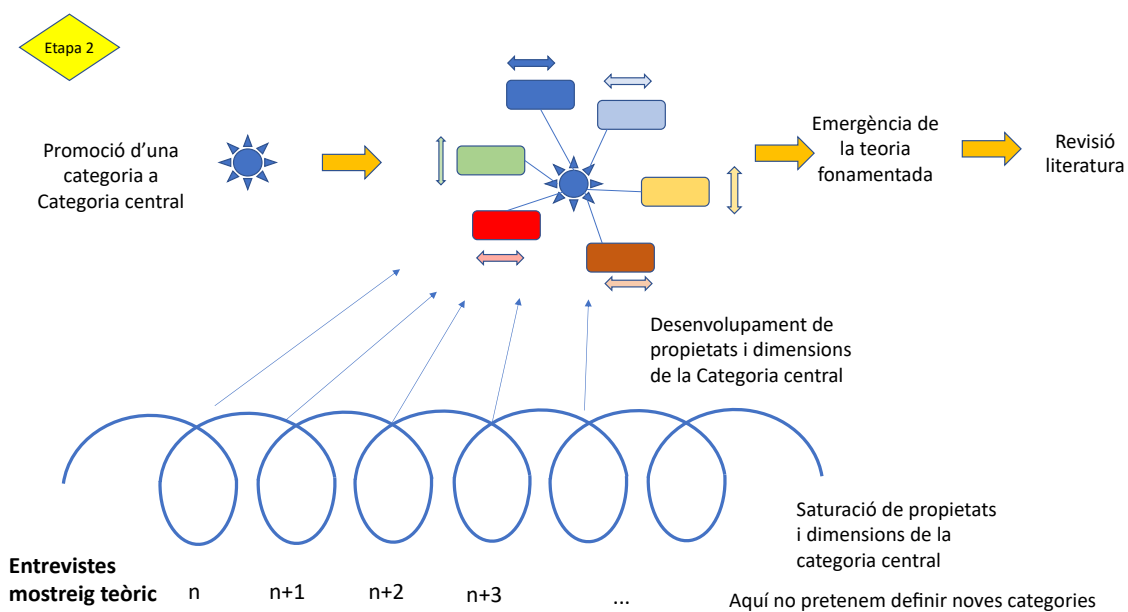 Etapa 2
Promoció d'una
categoria a
Categoria central
Emergència de
la teoria
fonamentada
Revisió
literatura
Desenvolupament de
propietats i dimensions
de la Categoria central
Saturació de propietats
i dimensions de la
categoria central
Entrevistes
mostreig teòric
n
n+1
n+2
n+3
...
Aquí no pretenem definir noves categories